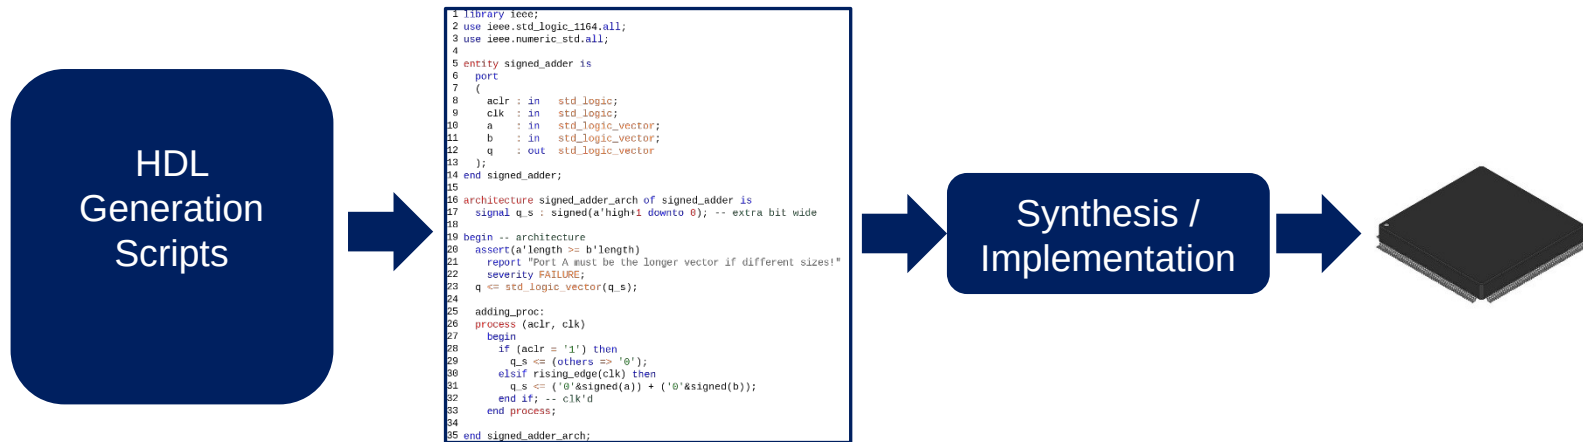 HDL
Generation
Scripts
1 library ieee;
2 use ieee.std_logic_1164.all;
3 use ieee.numeric_std.all;
4
5 entity signed_adder is
6   port
7   (
8     aclr : in   std_logic;
9     clk  : in   std_logic;
10     a    : in   std_logic_vector;
11     b    : in   std_logic_vector;
12     q    : out  std_logic_vector
13   );
14 end signed_adder;
15
16 architecture signed_adder_arch of signed_adder is
17   signal q_s : signed(a'high+1 downto 0); -- extra bit wide
18
19 begin -- architecture
20   assert(a'length >= b'length)
21     report "Port A must be the longer vector if different sizes!"
22     severity FAILURE;
23   q <= std_logic_vector(q_s);
24
25   adding_proc:
26   process (aclr, clk)
27     begin
28       if (aclr = '1') then
29         q_s <= (others => '0');
30       elsif rising_edge(clk) then
31         q_s <= ('0'&signed(a)) + ('0'&signed(b));
32       end if; -- clk'd
33     end process;
34
35 end signed_adder_arch;
Synthesis /
Implementation